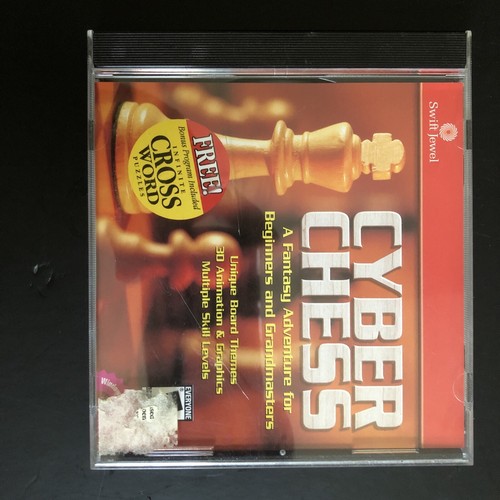 Swift Jewel
CYBER
CHESS
A Fantasy Adventure for
Beginners and Grandmasters
FREE!
Bonus Program Included
INFINITE
CROSS
WORD
PUZZLES
Unique Board Themes
3D Animation & Graphics
Multiple Skill Levels
EVERYONE